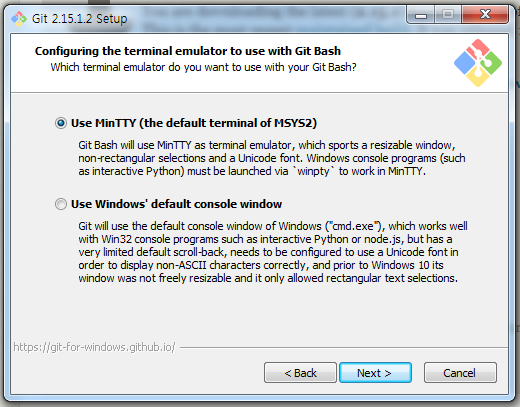 Git 2.15.1.2 Setup
Configuring the terminal emulator to use with Git Bash
Which terminal emulator do you want to use with your Git Bash?
Use MinTTY (the default terminal of MSYS2)
Git Bash will use MinTTY as terminal emulator, which sports a resizable window,
non-rectangular selections and a Unicode font. Windows console programs (such
as interactive Python) must be launched via `winpty` to work in MinTTY.
Use Windows' default console window
Git will use the default console window of Windows ("cmd.exe"), which works well
with Win32 console programs such as interactive Python or node.js, but has a
very limited default scroll-back, needs to be configured to use a Unicode font in
order to display non-ASCII characters correctly, and prior to Windows 10 its
window was not freely resizable and it only allowed rectangular text selections.
https://git-for-windows.github.io/
< Back
Next >
Cancel